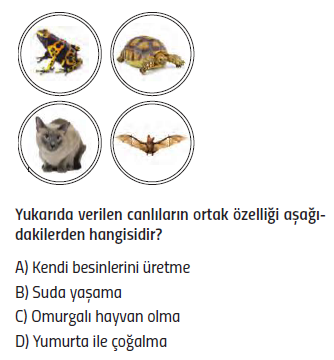 Yukarıda verilen canlıların ortak özelliği aşağı-
dakilerden hangisidir?
A) Kendi besinlerini üretme
B) Suda yaşama
C) Omurgalı hayvan olma
D) Yumurta ile çoğalma